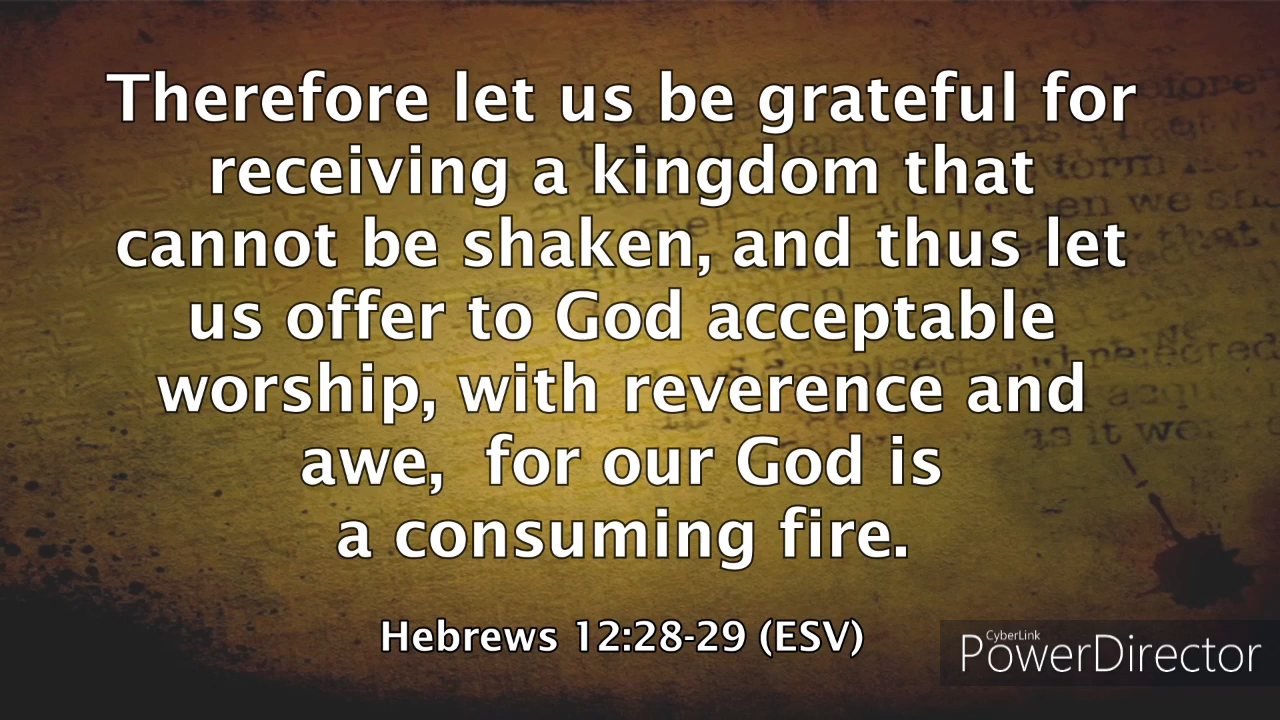 Therefore let us be grateful for
receiving a kingdom that
cannot be shaken, and thus let
us offer to God acceptable
worship, with reverence and
awe,  for our God is
a consuming fire.
Hebrews 12:28-29 (ESV)
CyberLink
PowerDirector